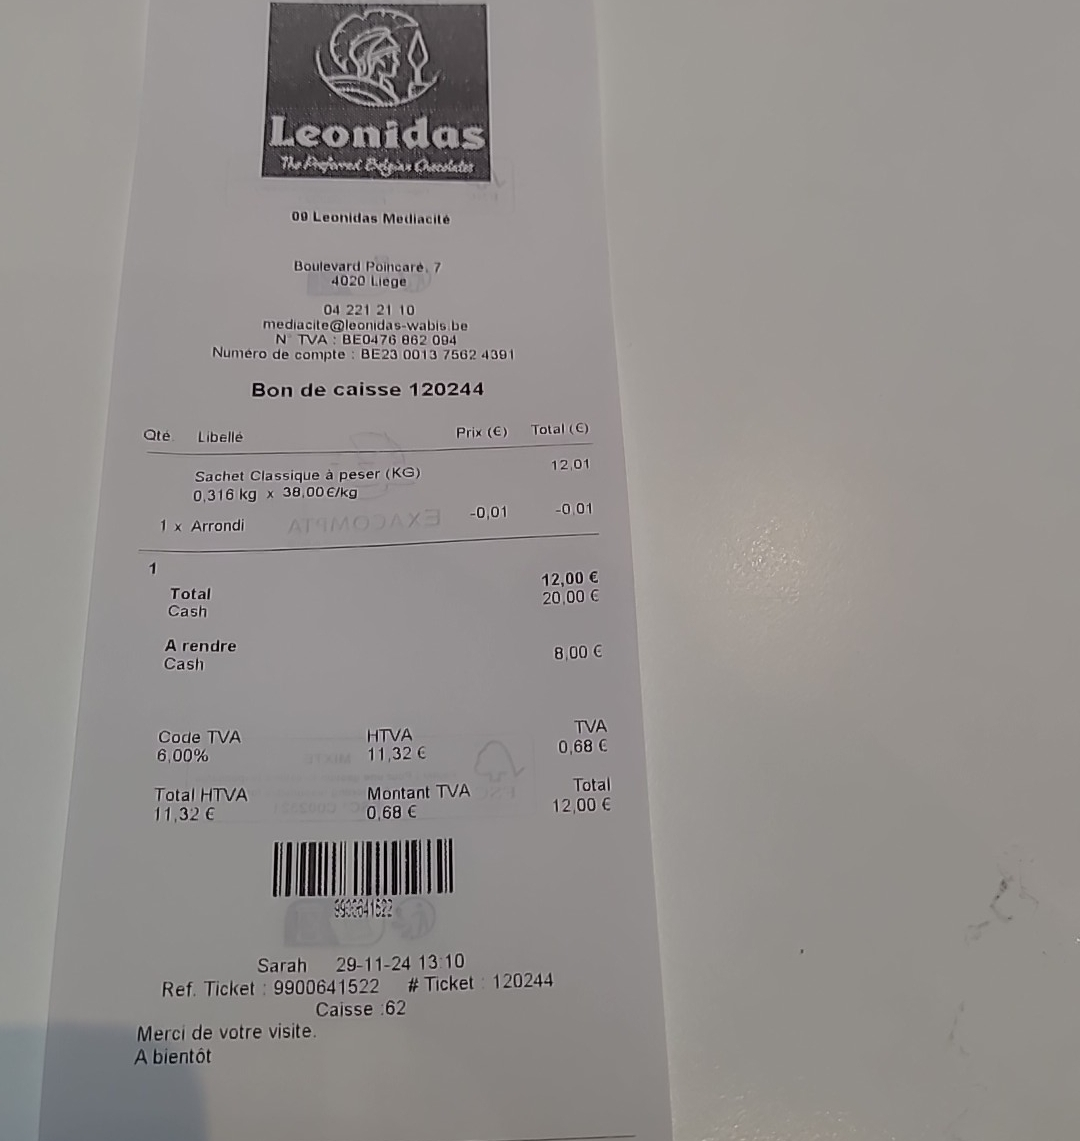 Leonidas
The Preferred Belgian Chocolates
09 Leonidas Mediacité
Boulevard Poincaré, 7
4020 Liege
04 221 21 10
mediacite@leonidas-wabis.be
N° TVA : BE0476 862 094
Numéro de compte : BE23 0013 7562 4391
Bon de caisse 120244
Qté. Libellé Prix (€) Total (€)
Sachet Classique à peser (KG) 12,01
0,316 kg x 38,00€/kg
1 x Arrondi -0,01 -0,01
EXACOMPTA
1
Total 12,00 €
Cash 20,00 €
A rendre
Cash 8,00 €
Code TVA HTVA TVA
6,00% 11,32 € 0,68 €
MIXTE
FSC
Total HTVA Montant TVA Total
11,32 € 0,68 € 12,00 €
9900641522
Sarah 29-11-24 13:10
Ref. Ticket : 9900641522 # Ticket : 120244
Caisse :62
Merci de votre visite.
A bientôt